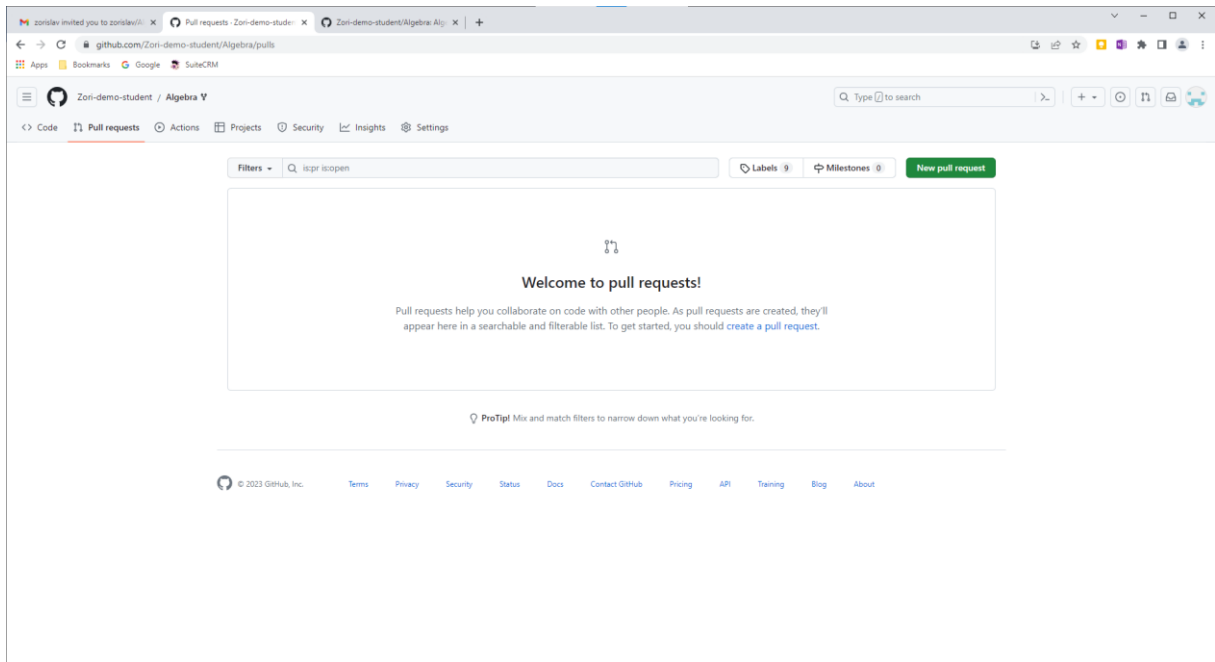 zorislav invited you to zorislav/Al
Pull requests · Zori-demo-studen
Zori-demo-student/Algebra: Alg
github.com/Zori-demo-student/Algebra/pulls
Apps Bookmarks Google SuiteCRM
Zori-demo-student / Algebra
Type / to search
Code Pull requests Actions Projects Security Insights Settings
Filters is:pr is:open Labels 9 Milestones 0 New pull request
Welcome to pull requests!
Pull requests help you collaborate on code with other people. As pull requests are created, they'll
appear here in a searchable and filterable list. To get started, you should create a pull request.
ProTip! Mix and match filters to narrow down what you're looking for.
© 2023 GitHub, Inc. Terms Privacy Security Status Docs Contact GitHub Pricing API Training Blog About